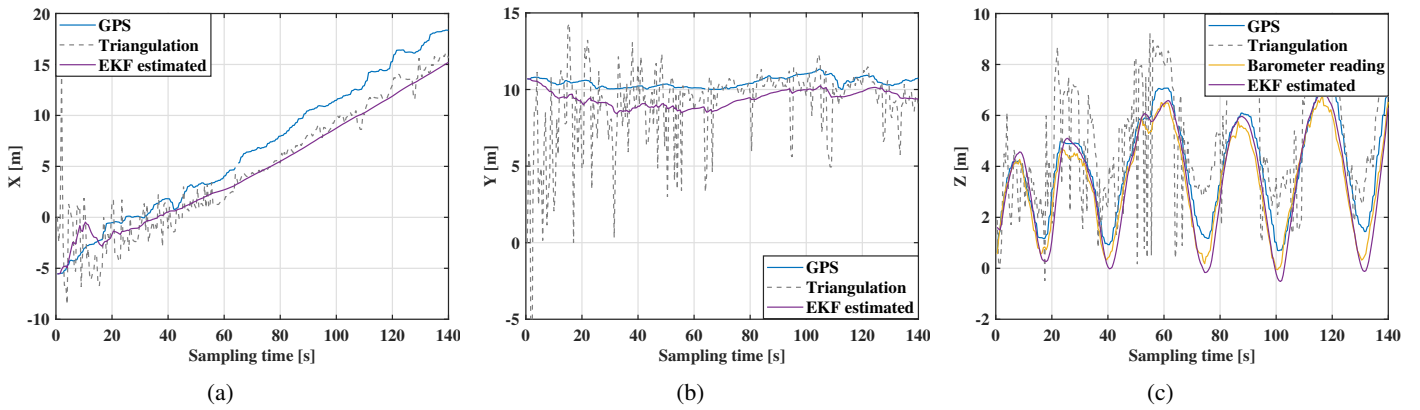 20
15
10
5
0
-5
-10
X [m]
GPS
Triangulation
EKF estimated
0 20 40 60 80 100 120 140
Sampling time [s]
(a)
15
10
5
0
-5
Y [m]
GPS
Triangulation
EKF estimated
0 20 40 60 80 100 120 140
Sampling time [s]
(b)
10
8
6
4
2
0
-2
Z [m]
GPS
Triangulation
Barometer reading
EKF estimated
0 20 40 60 80 100 120 140
Sampling time [s]
(c)